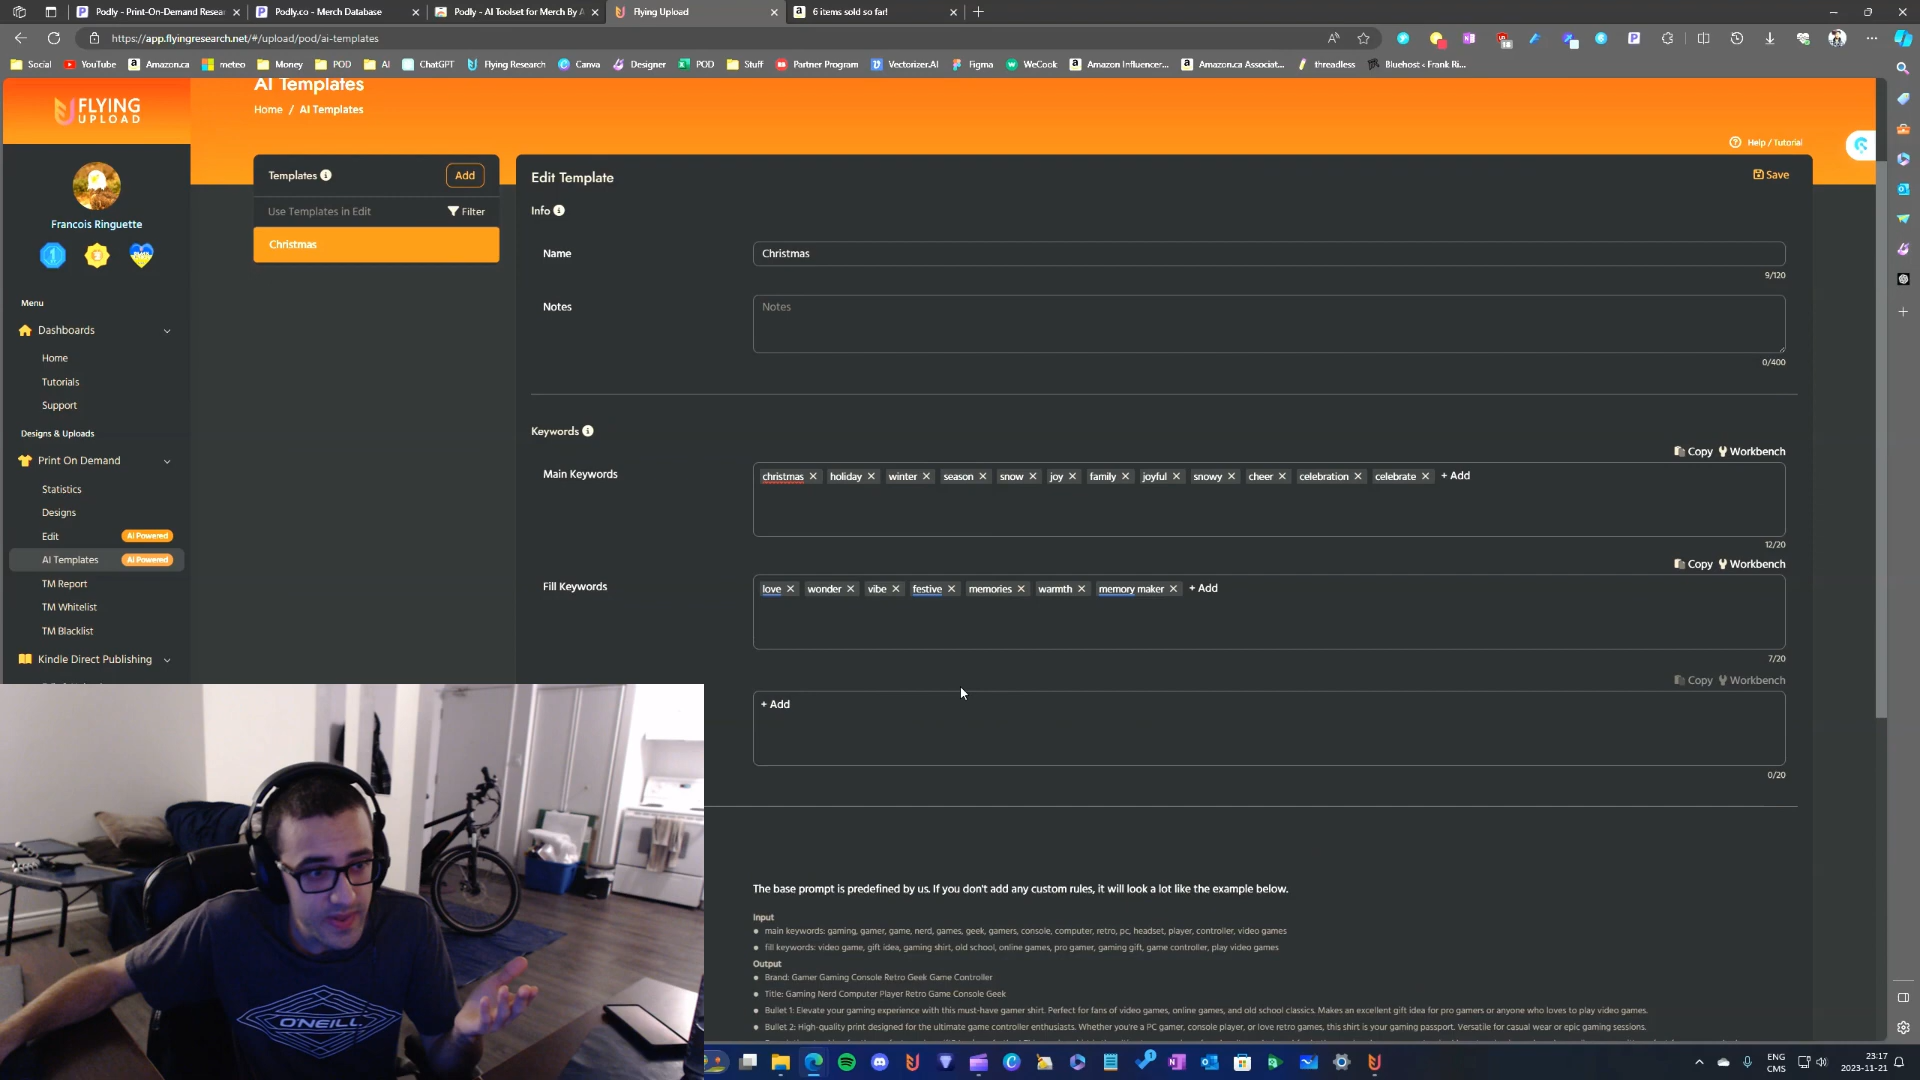 Podly - Print-On-Demand Resear
Podly.co - Merch Database
Podly - AI Toolset for Merch By A
Flying Upload
6 items sold so far!
https://app.flyingresearch.net/#/upload/pod/ai-templates
Social
YouTube
Amazon.ca
meteo
Money
POD
AI
ChatGPT
Flying Research
Canva
Designer
POD
Stuff
Partner Program
Vectorizer.AI
Figma
WeCook
Amazon Influencer...
Amazon.ca Associat...
threadless
Bluehost - Frank Ri...
FLYING
UPLOAD
AI Templates
Home / AI Templates
Help / Tutorial
Francois Ringuette
Menu
Dashboards
Home
Tutorials
Support
Designs & Uploads
Print On Demand
Statistics
Designs
Edit AI Powered
AI Templates AI Powered
TM Report
TM Whitelist
TM Blacklist
Kindle Direct Publishing
Templates Add
Use Templates in Edit Filter
Christmas
Edit Template
Save
Info
Name
Christmas
9/120
Notes
Notes
0/400
Keywords
Copy Workbench
Main Keywords
christmas holiday winter season snow joy family joyful snowy cheer celebration celebrate + Add
12/20
Copy Workbench
Fill Keywords
love wonder vibe festive memories warmth memory maker + Add
7/20
Copy Workbench
+ Add
0/20
The base prompt is predefined by us. If you don't add any custom rules, it will look a lot like the example below.
Input
main keywords: gaming, gamer, game, nerd, games, geek, gamers, console, computer, retro, pc, headset, player, controller, video games
fill keywords: video game, gift idea, gaming shirt, old school, online games, pro gamer, gaming gift, game controller, play video games
Output
Brand: Gamer Gaming Console Retro Geek Game Controller
Title: Gaming Nerd Computer Player Retro Game Console Geek
Bullet 1: Elevate your gaming experience with this must-have gamer shirt. Perfect for fans of video games, online games, and old school classics. Makes an excellent gift idea for pro gamers or anyone who loves to play video games.
Bullet 2: High-quality print designed for the ultimate game controller enthusiasts. Whether you're a PC gamer, console player, or love retro games, this shirt is your gaming passport. Versatile for casual wear or epic gaming sessions.
O'NEILL
ENG
CMS
23:17
2023-11-21